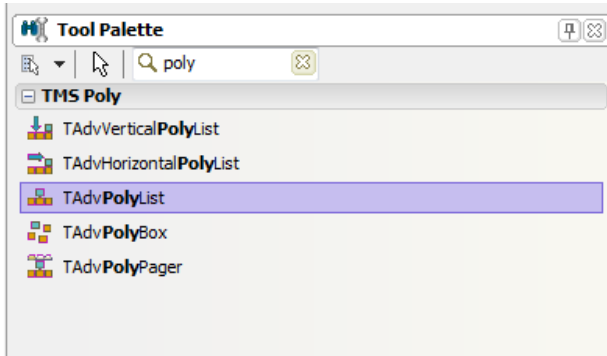 Tool Palette
poly
TMS Poly
TAdvVerticalPolyList
TAdvHorizontalPolyList
TAdvPolyList
TAdvPolyBox
TAdvPolyPager